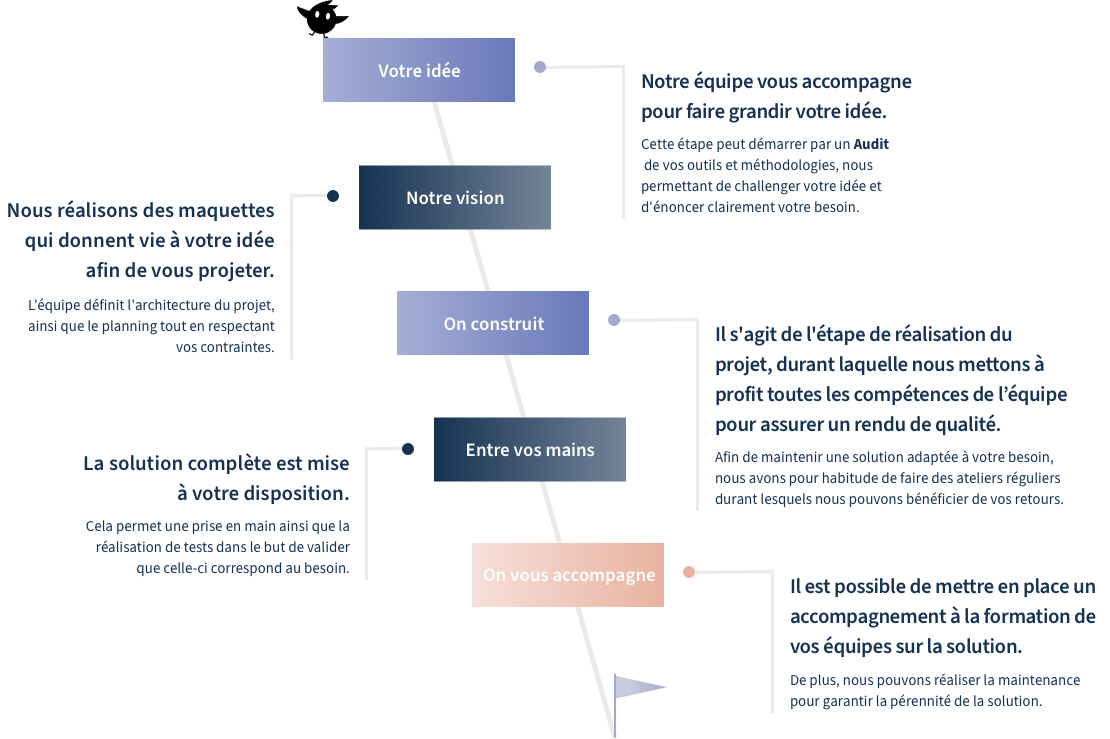 Votre idée
Notre équipe vous accompagne
pour faire grandir votre idée.
Cette étape peut démarrer par un Audit
de vos outils et méthodologies, nous
permettant de challenger votre idée et
d'énoncer clairement votre besoin.
Notre vision
Nous réalisons des maquettes
qui donnent vie à votre idée
afin de vous projeter.
L'équipe définit l'architecture du projet,
ainsi que le planning tout en respectant
vos contraintes.
On construit
Il s'agit de l'étape de réalisation du
projet, durant laquelle nous mettons à
profit toutes les compétences de l’équipe
pour assurer un rendu de qualité.
Afin de maintenir une solution adaptée à votre besoin,
nous avons pour habitude de faire des ateliers réguliers
durant lesquels nous pouvons bénéficier de vos retours.
Entre vos mains
La solution complète est mise
à votre disposition.
Cela permet une prise en main ainsi que la
réalisation de tests dans le but de valider
que celle-ci correspond au besoin.
On vous accompagne
Il est possible de mettre en place un
accompagnement à la formation de
vos équipes sur la solution.
De plus, nous pouvons réaliser la maintenance
pour garantir la pérennité de la solution.